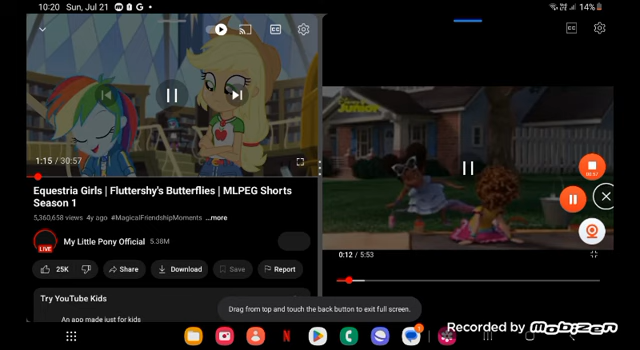 10:20 Sun, Jul 21
14%
CC
CC
1:15 / 30:57
Equestria Girls | Fluttershy's Butterflies | MLPEG Shorts
Season 1
5,360,658 views 4y ago #MagicalFriendshipMoments ...more
LIVE
My Little Pony Official 5.38M
25K
Share
Download
Save
Report
Try YouTube Kids
An app made just for kids
JUNIOR
0:12 / 5:53
Drag from top and touch the back button to exit full screen.
Recorded by Mobizen